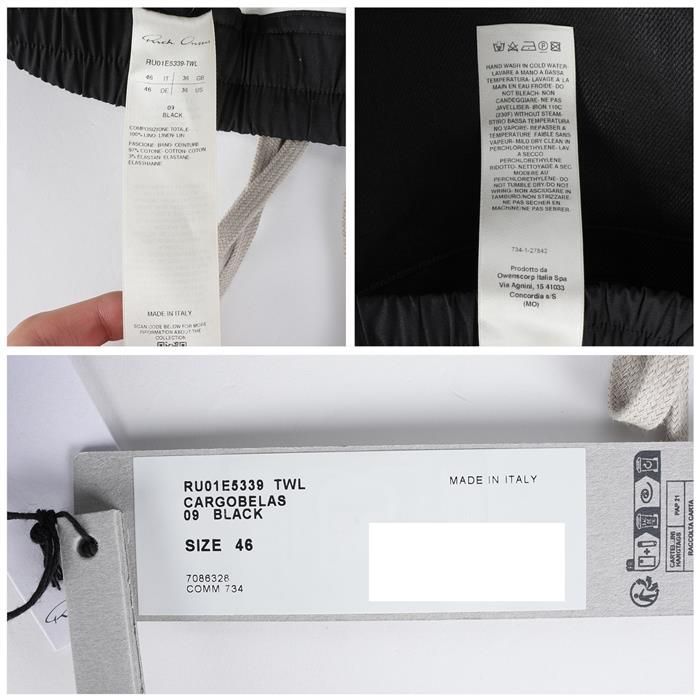 Rick Owens
RU01E5339-TWL
46 IT 36 GB
46 DE 36 US
09
BLACK
COMPOSIZIONE TOTALE-
100% LINO- LINEN- LIN
FASCIONE- BAND- CEINTURE
97% COTONE- COTTON- COTON
3% ELASTAN- ELASTANE
ELASTHANNE
MADE IN ITALY
SCAN CODE BELOW FOR MORE
INFORMATION ABOUT THE
COLLECTION
HAND WASH IN COLD WATER-
LAVARE A MANO A BASSA
TEMPERATURA- LAVAGE A LA
MAIN EN EAU FROIDE- DO
NOT BLEACH- NON
CANDEGGIARE- NE PAS
JAVELLISER- IRON 110C
(230F) WITHOUT STEAM-
STIRO BASSA TEMPERATURA
NO VAPORE- REPASSER A
TEMPERATURE FAIBLE SANS
VAPEUR- MILD DRY CLEAN IN
PERCHLOROETHYLENE- LAV.
A SECCO
PERCHLORETHYLENE
RIDOTTO- NETTOYAGE A SEC
MODERE AU
PERCHLORETHYLENE- DO
NOT TUMBLE DRY- DO NOT
WRING- NON ASCIUGARE IN
TAMBURO/NON STRIZZARE-
NE PAS SECHER EN
MACHINE/NE PAS TORDRE
734-1-27842
Prodotto da
Owenscorp Italia Spa
Via Agnini, 15 41033
Concordia s/S
(MO)
RU01E5339 TWL
CARGOBELAS
09 BLACK
SIZE 46
7086328
COMM 734
MADE IN ITALY
CARTELLINI
HANGTAGS
PAP 21
RACCOLTA CARTA